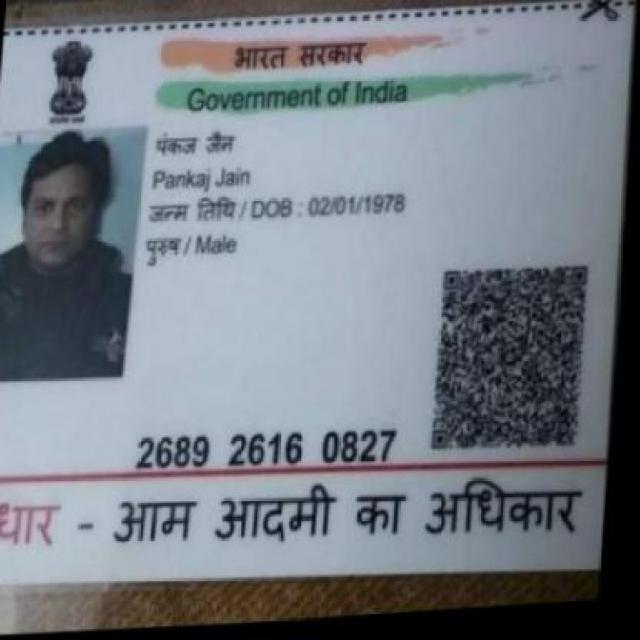 भारत सरकार
Government of India
पंकज जैन
Pankaj Jain
जन्म तिथि / DOB : 02/01/1978
पुरुष / Male
2689 2616 0827
धार - आम आदमी का अधिकार